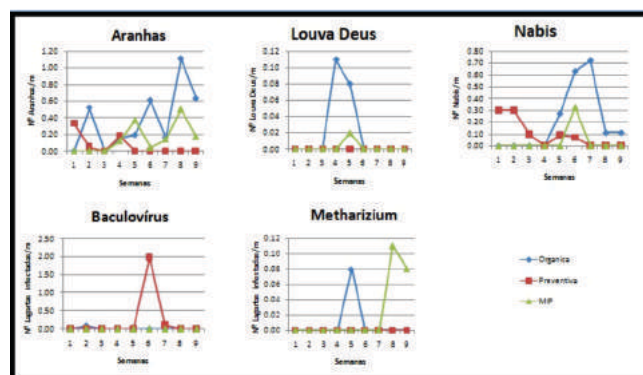 Aranhas
Nº Aranhas/m
1.20
1.00
0.80
0.60
0.40
0.20
0.00
1 2 3 4 5 6 7 8 9
Semanas
Louva Deus
Nº Louva Deus/m
0.12
0.10
0.08
0.06
0.04
0.02
0.00
1 2 3 4 5 6 7 8 9
Semanas
Nabis
Nº Nabis/m
0.80
0.70
0.60
0.50
0.40
0.30
0.20
0.10
0.00
1 2 3 4 5 6 7 8 9
Semanas
Baculovírus
Nº Lagartas Infectadas/m
2.50
2.00
1.50
1.00
0.50
0.00
1 2 3 4 5 6 7 8 9
Semanas
Metharizium
Nº Lagartas Infectadas/m
0.12
0.10
0.08
0.06
0.04
0.02
0.00
1 2 3 4 5 6 7 8 9
Semanas
Organica
Preventiva
MIP